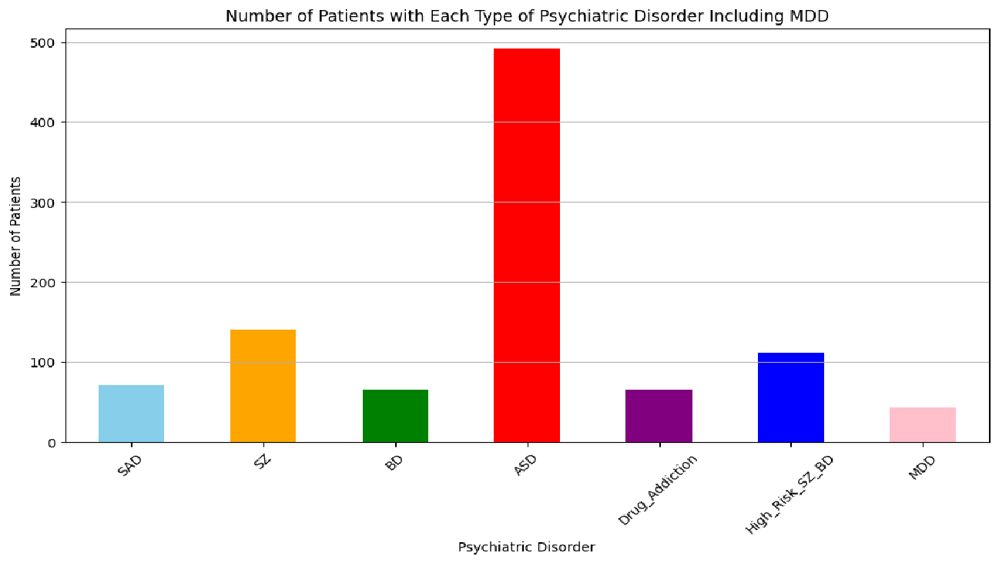 Number of Patients with Each Type of Psychiatric Disorder Including MDD
Number of Patients
500
400
300
200
100
0
SAD
SZ
BD
ASD
Drug_Addiction
High_Risk_SZ_BD
MDD
Psychiatric Disorder